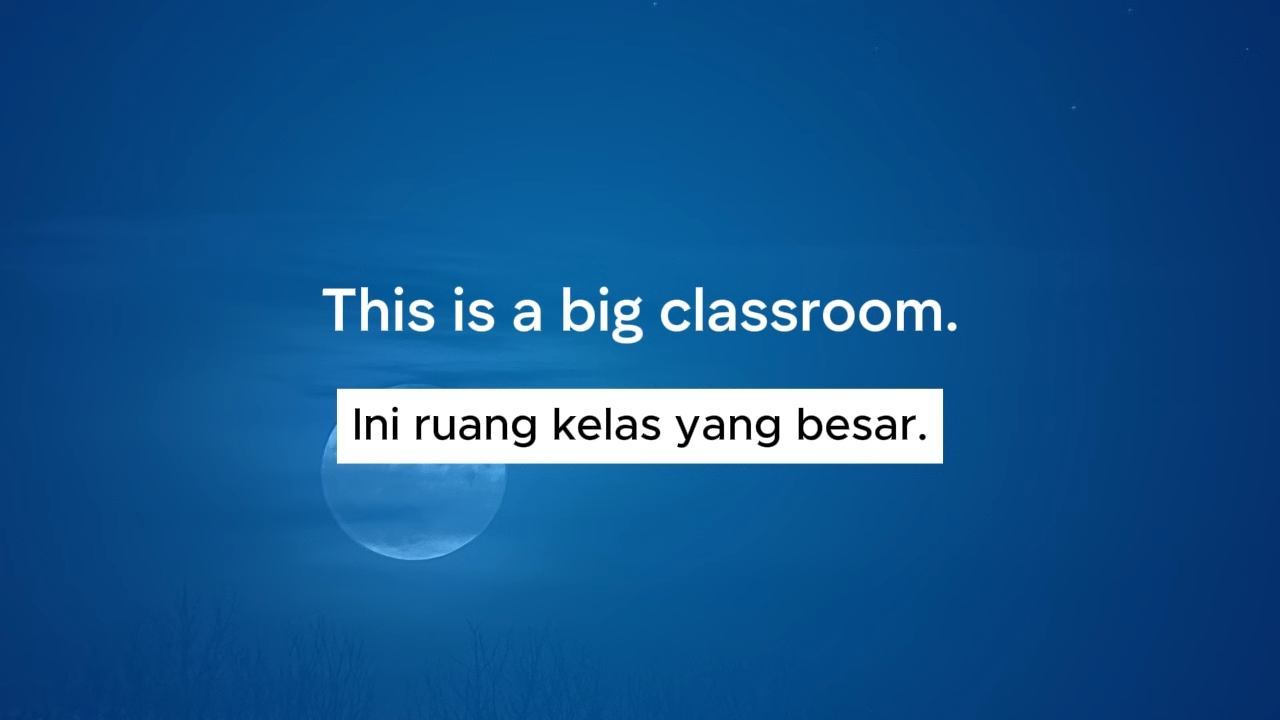 This is a big classroom.
Ini ruang kelas yang besar.